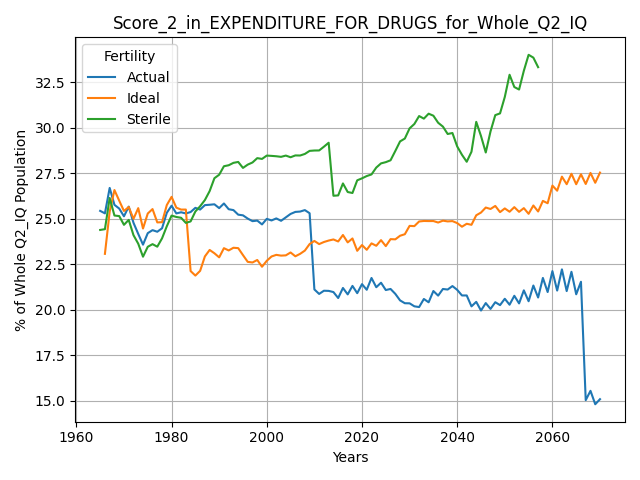 Score_2_in_EXPENDITURE_FOR_DRUGS_for_Whole_Q2_IQ
Fertility
Actual
Ideal
Sterile
% of Whole Q2_IQ Population
32.5
30.0
27.5
25.0
22.5
20.0
17.5
15.0
1960 1980 2000 2020 2040 2060
Years